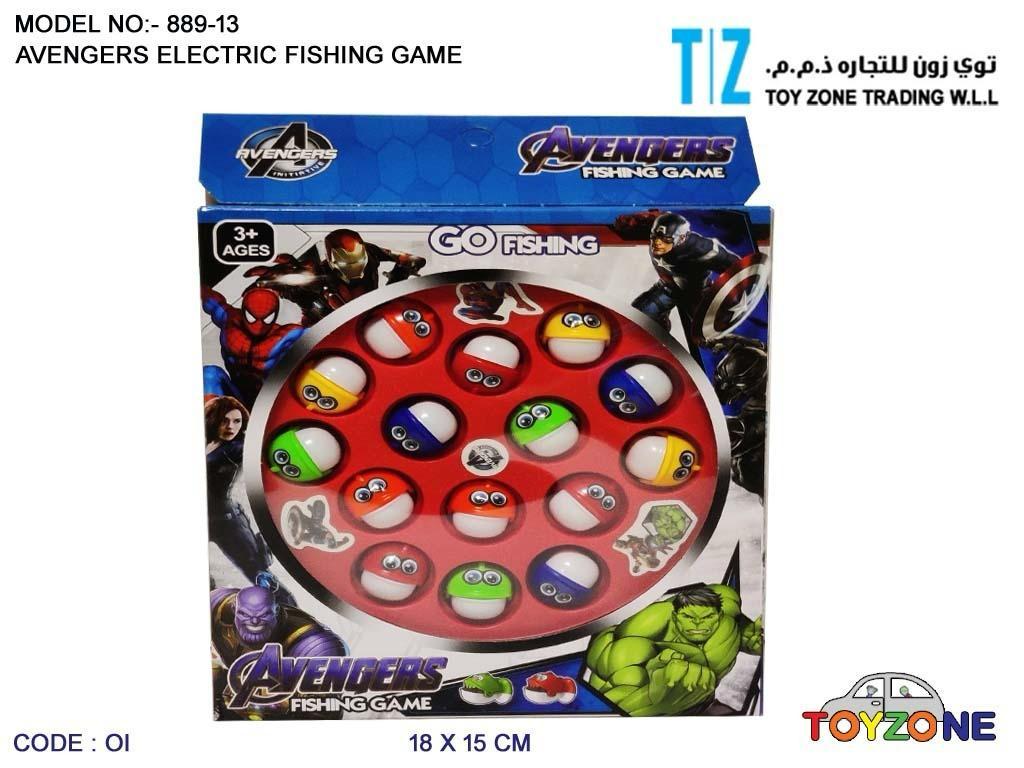 MODEL NO:- 889-13
AVENGERS ELECTRIC FISHING GAME
TZ
توي زون للتجاره ذ.م.م.
TOY ZONE TRADING W.L.L
AVENGERS
INITIATIVE
AVENGERS
FISHING GAME
3+
AGES
GO FISHING
AVENGERS
FISHING GAME
TOYZONE
CODE : OI
18 X 15 CM